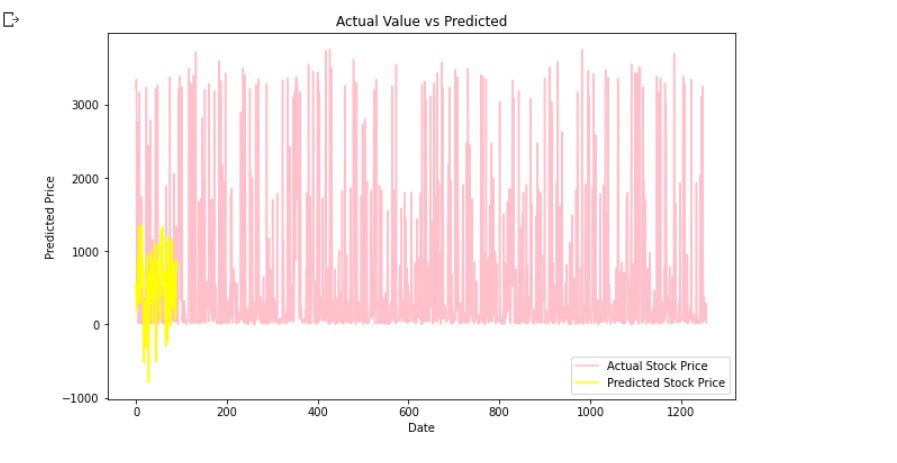 Actual Value vs Predicted
3000
2000
1000
0
−1000
Predicted Price
0 200 400 600 800 1000 1200
Date
Actual Stock Price
Predicted Stock Price